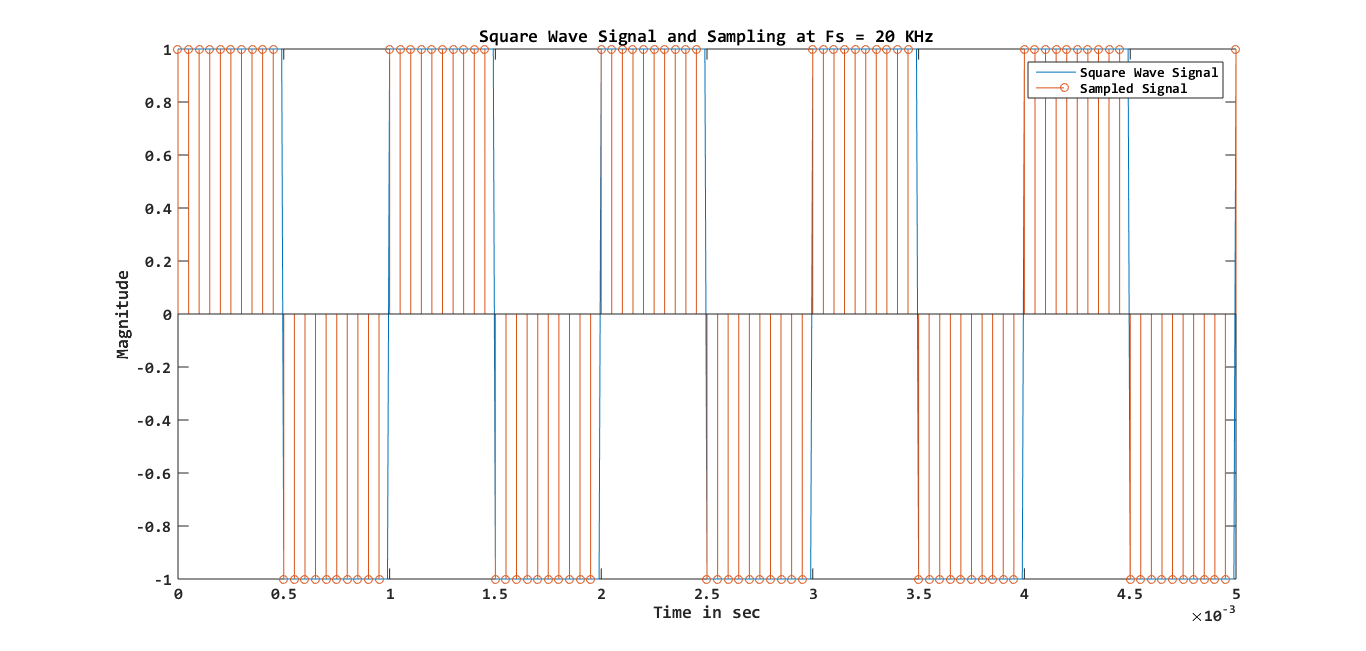 Square Wave Signal and Sampling at Fs = 20 KHz
Square Wave Signal
Sampled Signal
1
0.8
0.6
0.4
0.2
0
-0.2
-0.4
-0.6
-0.8
-1
Magnitude
0 0.5 1 1.5 2 2.5 3 3.5 4 4.5 5
Time in sec
×10⁻³